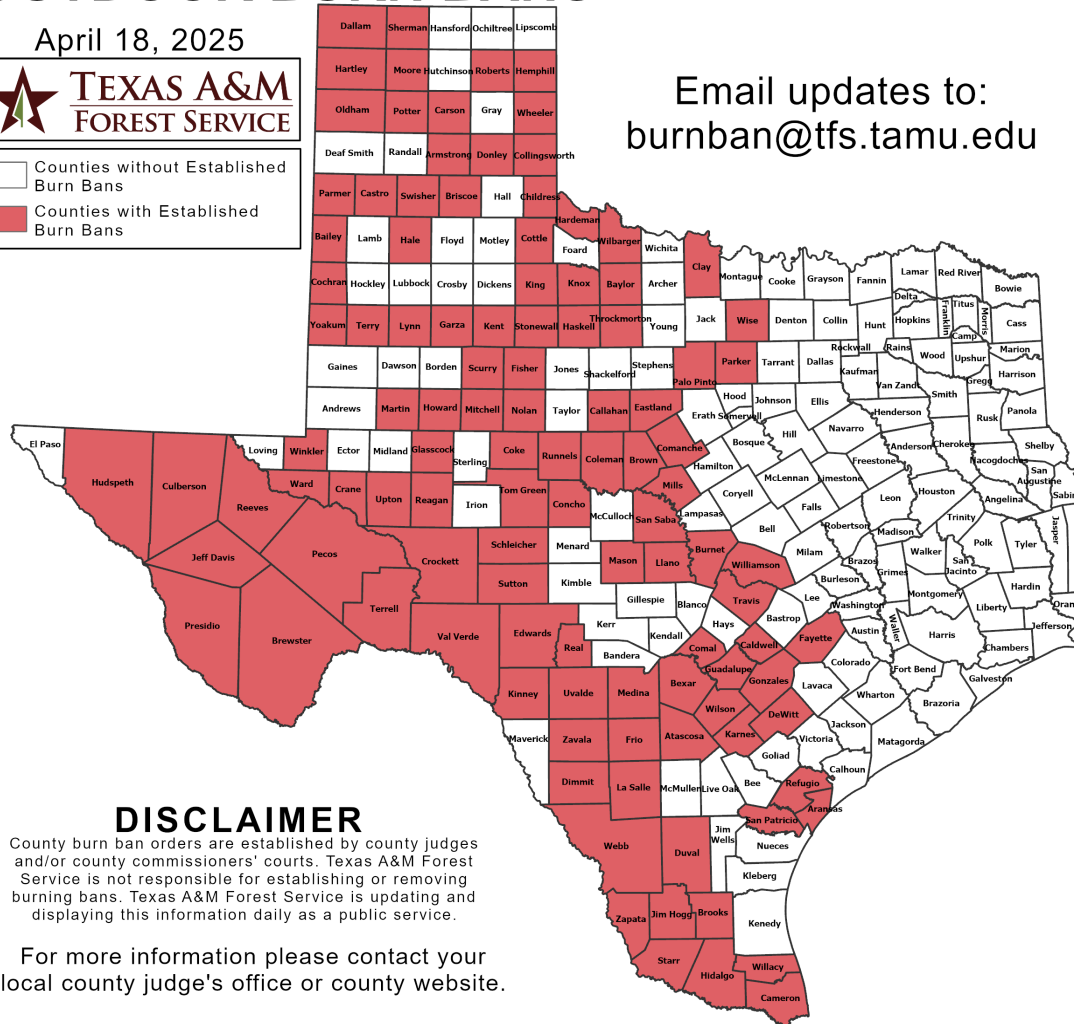 April 18, 2025
TEXAS A&M
FOREST SERVICE
Counties without Established
Burn Bans
Counties with Established
Burn Bans
Email updates to:
burnban@tfs.tamu.edu
Dallam Sherman Hansford Ochiltree Lipscomb
Hartley Moore Hutchinson Roberts Hemphill
Oldham Potter Carson Gray Wheeler
Deaf Smith Randall Armstrong Donley Collingsworth
Parmer Castro Swisher Briscoe Hall Childress
Hardeman
Bailey Lamb Hale Floyd Motley Cottle Foard Wilbarger Wichita
Clay Montague Cooke Grayson Fannin Lamar Red River Bowie
Cochran Hockley Lubbock Crosby Dickens King Knox Baylor Archer
Delta Franklin Titus Morris Cass
Yoakum Terry Lynn Garza Kent Stonewall Haskell Throckmorton Young Jack Wise Denton Collin Hunt Hopkins Camp
Rockwall Rains Wood Upshur Marion
Gaines Dawson Borden Scurry Fisher Jones Shackelford Stephens Palo Pinto Parker Tarrant Dallas Kaufman Van Zandt Gregg Harrison
Andrews Martin Howard Mitchell Nolan Taylor Callahan Eastland Erath Hood Somervell Johnson Ellis Henderson Smith Rusk Panola
El Paso Loving Winkler Ector Midland Glasscock Sterling Coke Runnels Coleman Brown Comanche Bosque Hill Navarro Anderson Cherokee Shelby
Hudspeth Culberson Reeves Ward Crane Upton Reagan Irion Tom Green Concho McCulloch San Saba Mills Hamilton Coryell McLennan Limestone Freestone Leon Houston Nacogdoches San
Augustine Sabi
Angelina
Lampasas Bell Falls Robertson Madison Trinity Polk Tyler Jasper
Jeff Davis Pecos Crockett Schleicher Menard Mason Llano Burnet Williamson Milam Brazos Grimes Walker San
Jacinto
Terrell Sutton Kimble Gillespie Blanco Travis Lee Burleson Washington Montgomery Liberty Hardin Oran
Presidio Brewster Val Verde Edwards Real Kerr Kendall Hays Bastrop Fayette Austin Waller Harris Chambers Jefferson
Bandera Comal Caldwell Guadalupe Colorado Fort Bend Galveston
Kinney Uvalde Medina Bexar Gonzales Lavaca Wharton Brazoria
Wilson DeWitt Jackson Matagorda
Maverick Zavala Frio Atascosa Karnes Victoria
Goliad Calhoun
Dimmit La Salle McMullen Live Oak Bee Refugio
Aransas
San Patricio
Webb Duval Jim
Wells Nueces
Kleberg
Zapata Jim Hogg Brooks Kenedy
Starr Hidalgo Willacy
Cameron
DISCLAIMER
County burn ban orders are established by county judges
and/or county commissioners' courts. Texas A&M Forest
Service is not responsible for establishing or removing
burning bans. Texas A&M Forest Service is updating and
displaying this information daily as a public service.
For more information please contact your
local county judge's office or county website.